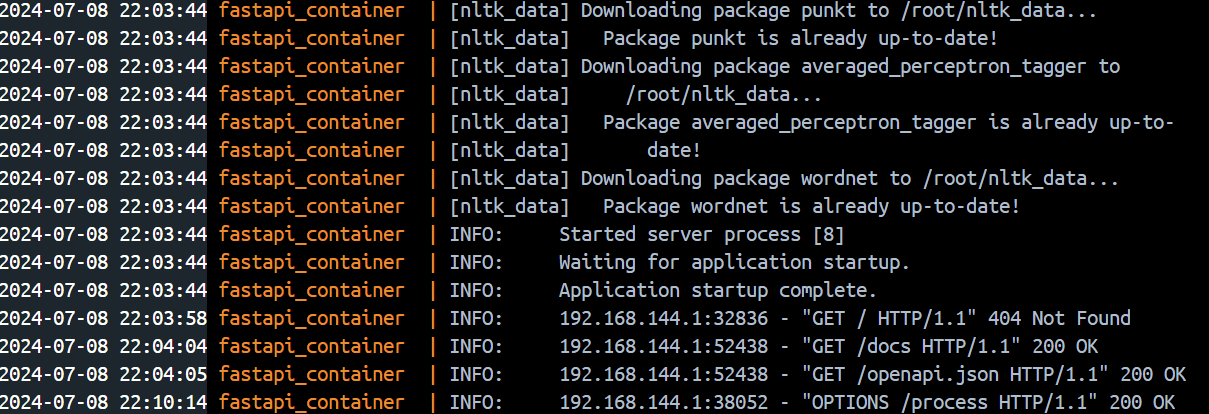 2024-07-08 22:03:44 fastapi_container  | [nltk_data] Downloading package punkt to /root/nltk_data...
2024-07-08 22:03:44 fastapi_container  | [nltk_data]   Package punkt is already up-to-date!
2024-07-08 22:03:44 fastapi_container  | [nltk_data] Downloading package averaged_perceptron_tagger to
2024-07-08 22:03:44 fastapi_container  | [nltk_data]     /root/nltk_data...
2024-07-08 22:03:44 fastapi_container  | [nltk_data]   Package averaged_perceptron_tagger is already up-to-
2024-07-08 22:03:44 fastapi_container  | [nltk_data]       date!
2024-07-08 22:03:44 fastapi_container  | [nltk_data] Downloading package wordnet to /root/nltk_data...
2024-07-08 22:03:44 fastapi_container  | [nltk_data]   Package wordnet is already up-to-date!
2024-07-08 22:03:44 fastapi_container  | INFO:     Started server process [8]
2024-07-08 22:03:44 fastapi_container  | INFO:     Waiting for application startup.
2024-07-08 22:03:44 fastapi_container  | INFO:     Application startup complete.
2024-07-08 22:03:58 fastapi_container  | INFO:     192.168.144.1:32836 - "GET / HTTP/1.1" 404 Not Found
2024-07-08 22:04:04 fastapi_container  | INFO:     192.168.144.1:52438 - "GET /docs HTTP/1.1" 200 OK
2024-07-08 22:04:05 fastapi_container  | INFO:     192.168.144.1:52438 - "GET /openapi.json HTTP/1.1" 200 OK
2024-07-08 22:10:14 fastapi_container  | INFO:     192.168.144.1:38052 - "OPTIONS /process HTTP/1.1" 200 OK